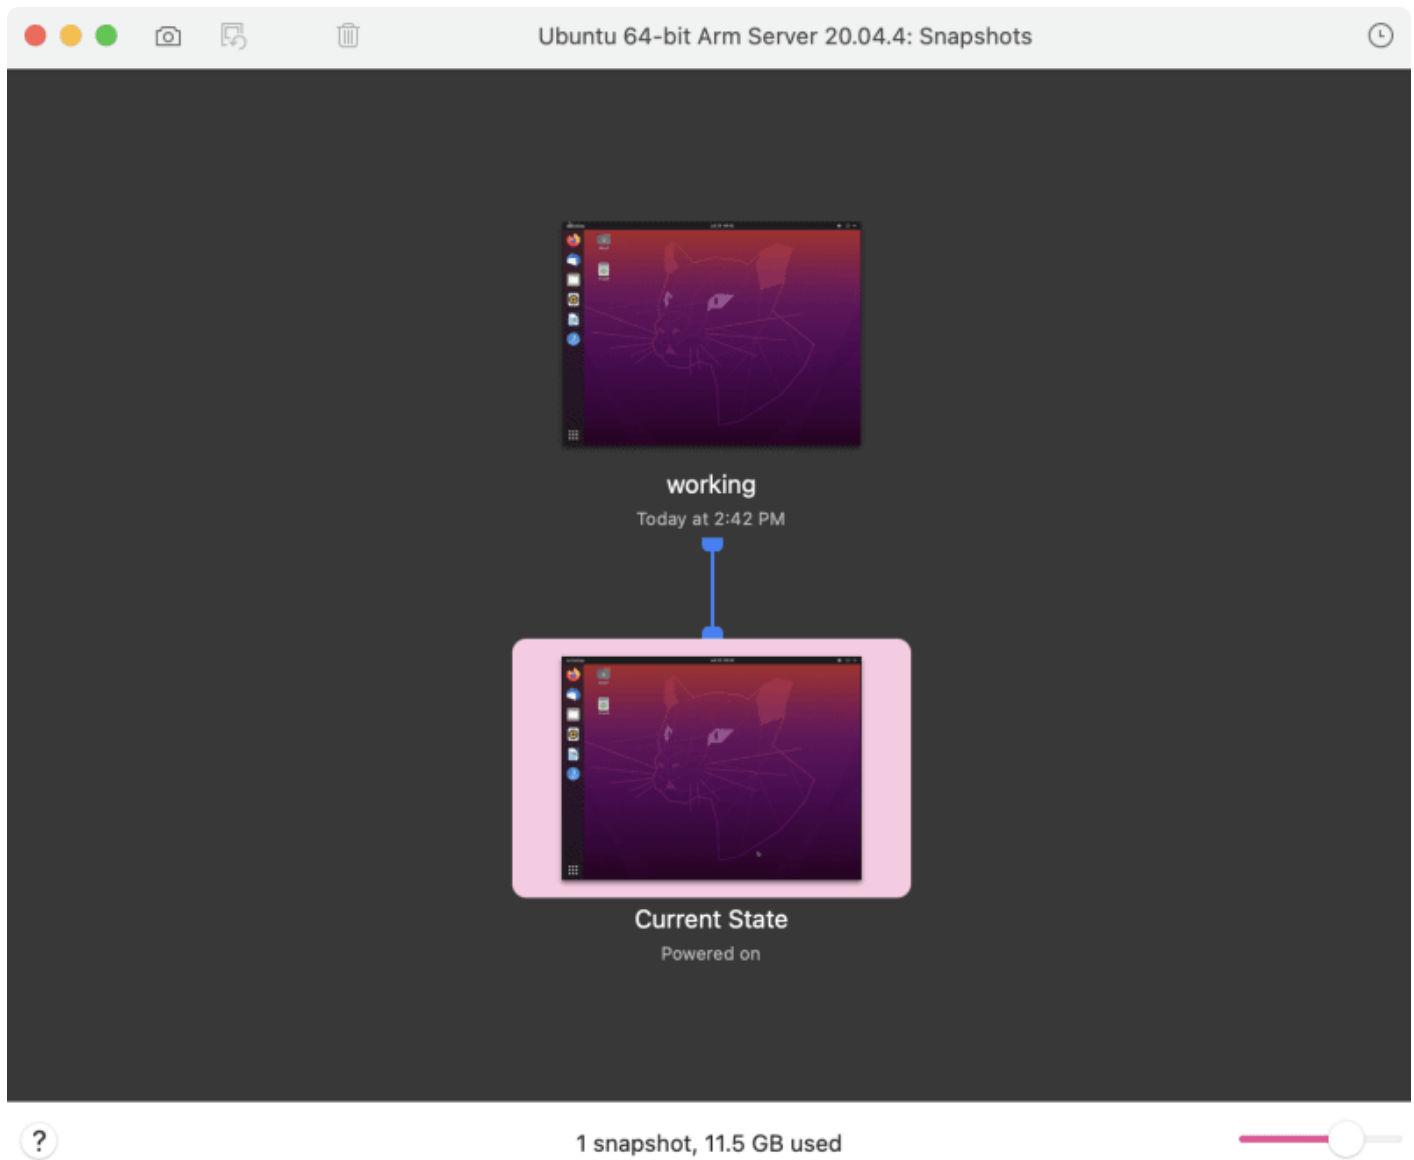 Ubuntu 64-bit Arm Server 20.04.4: Snapshots
working
Today at 2:42 PM
Current State
Powered on
?
1 snapshot, 11.5 GB used